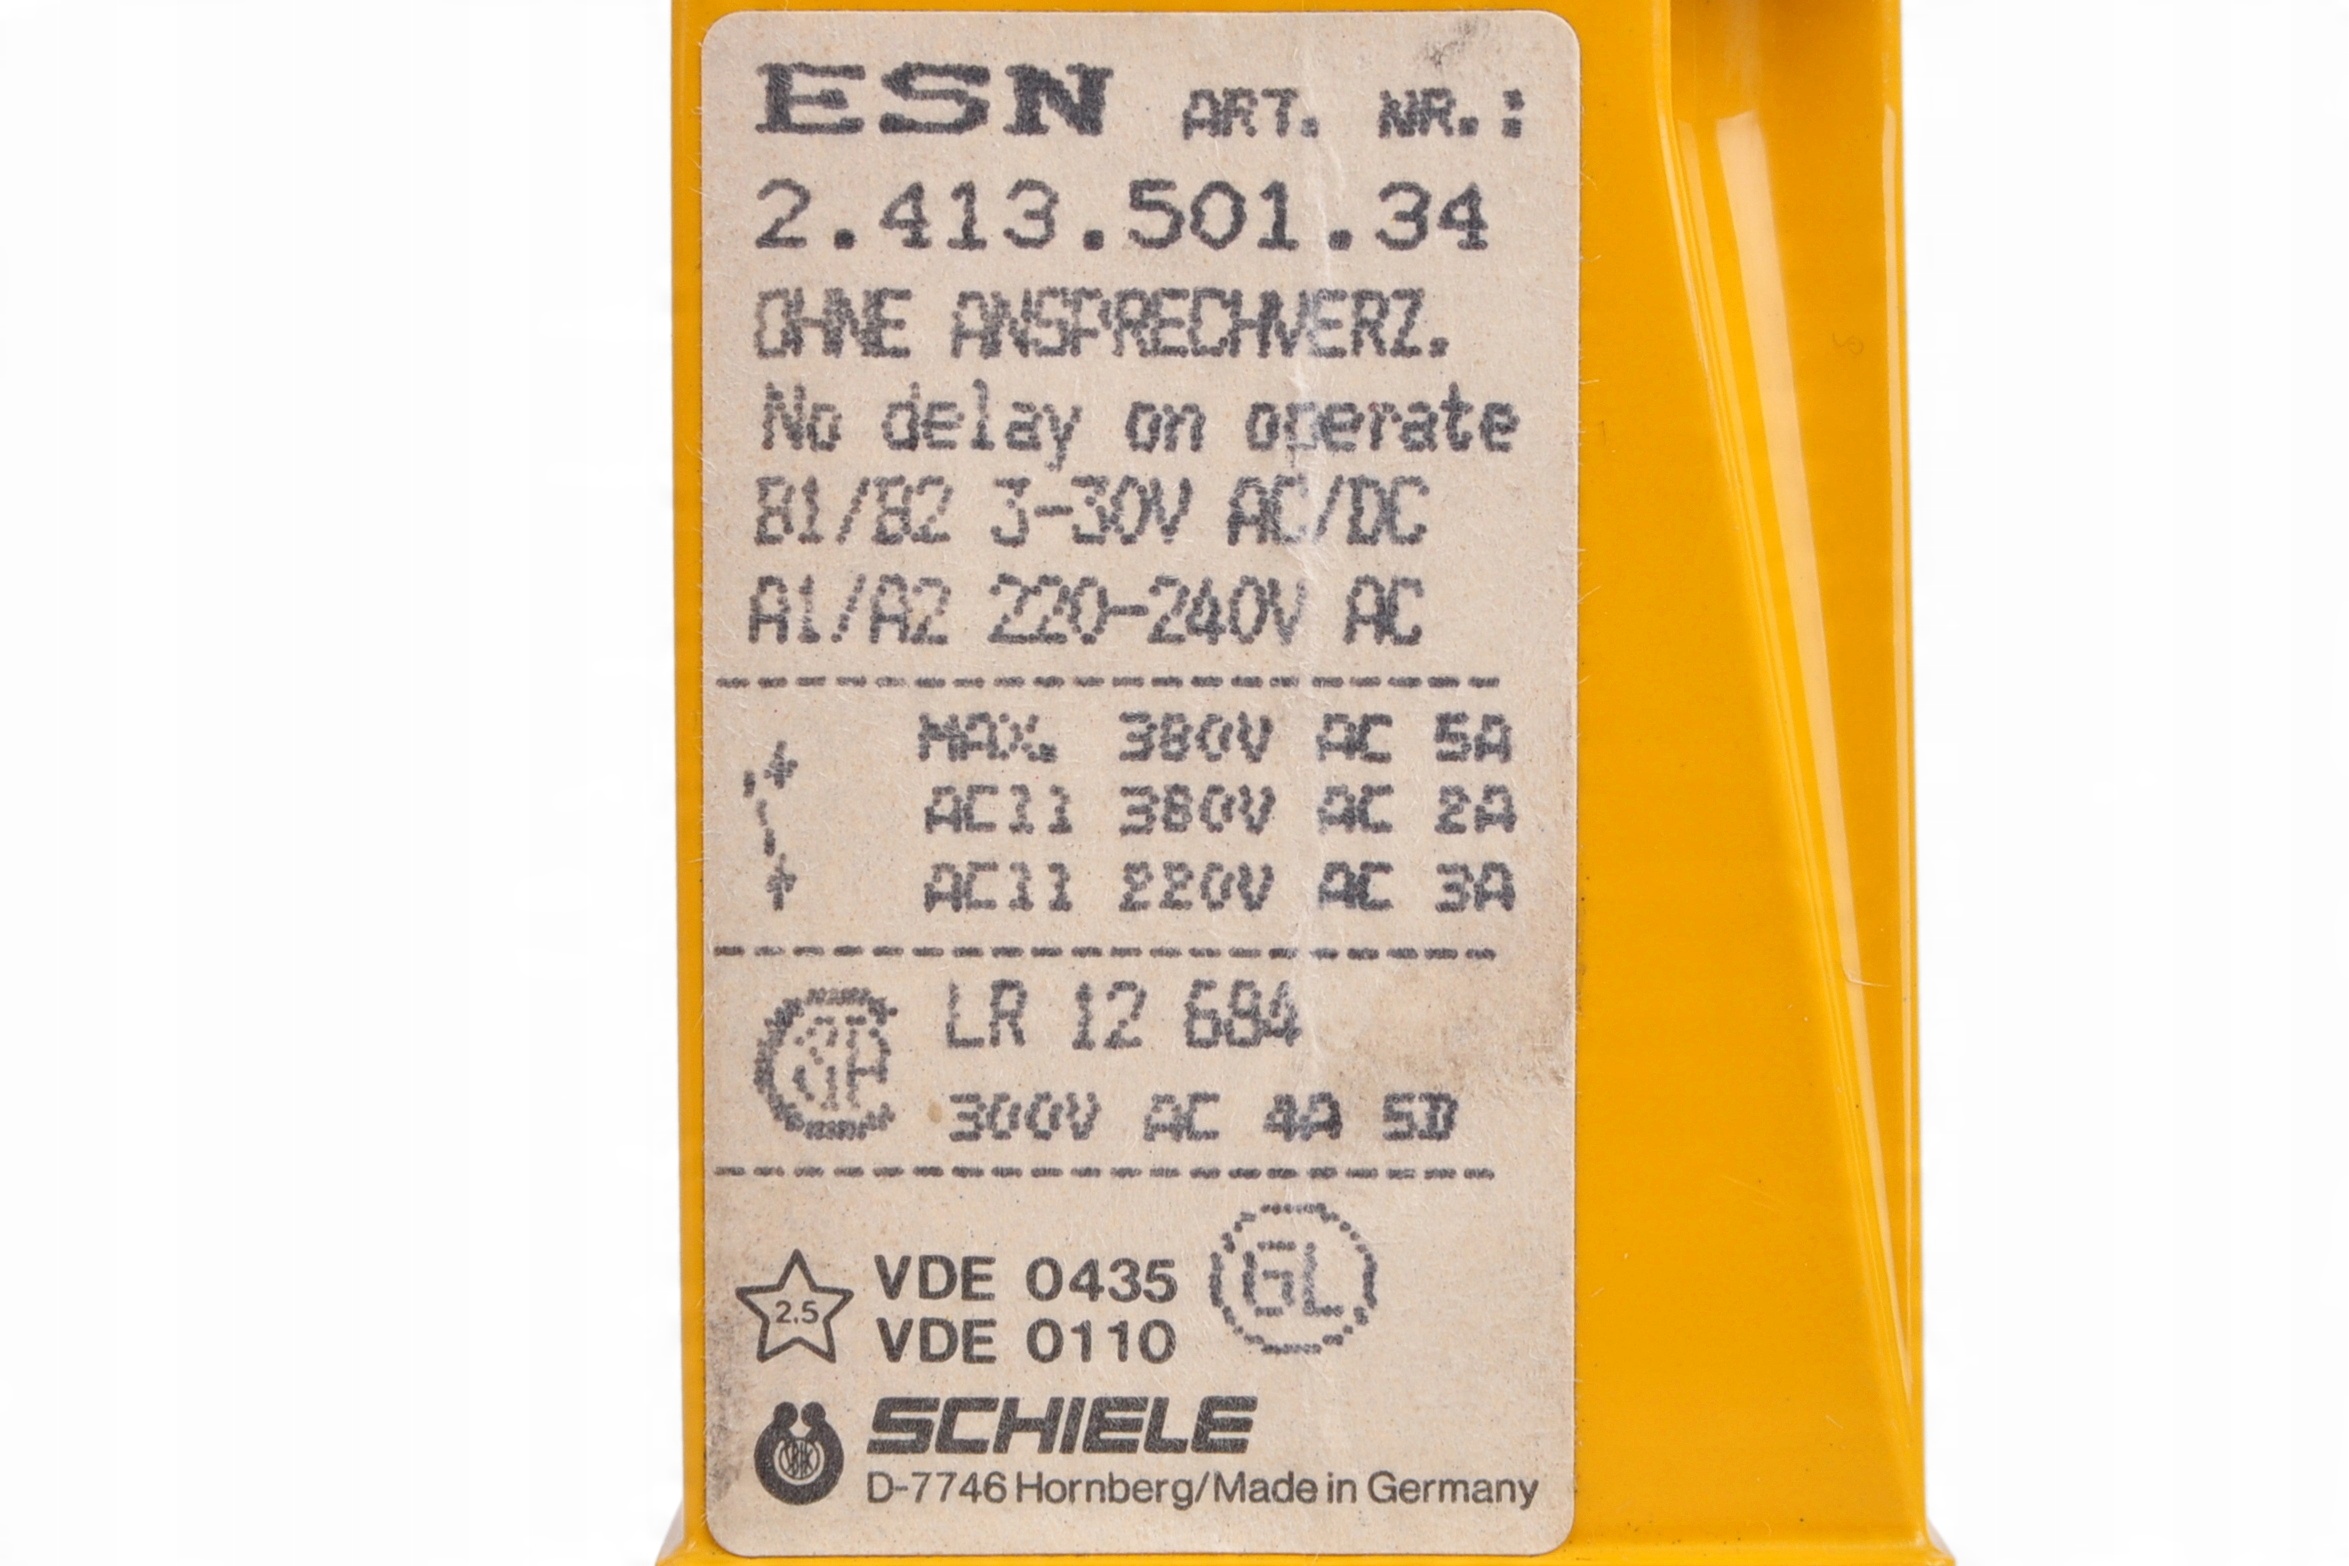 ESN ART. NR.:
2.413.501.34
OHNE ANSPRECHVERZ.
No delay on operate
B1/B2 3-30V AC/DC
A1/A2 220-240V AC
MAX. 380V AC 5A
AC11 380V AC 2A
AC11 220V AC 3A
LR 12 684
300V AC 4A SD
GL
2.5
VDE 0435
VDE 0110
SCHIELE
D-7746 Hornberg/Made in Germany